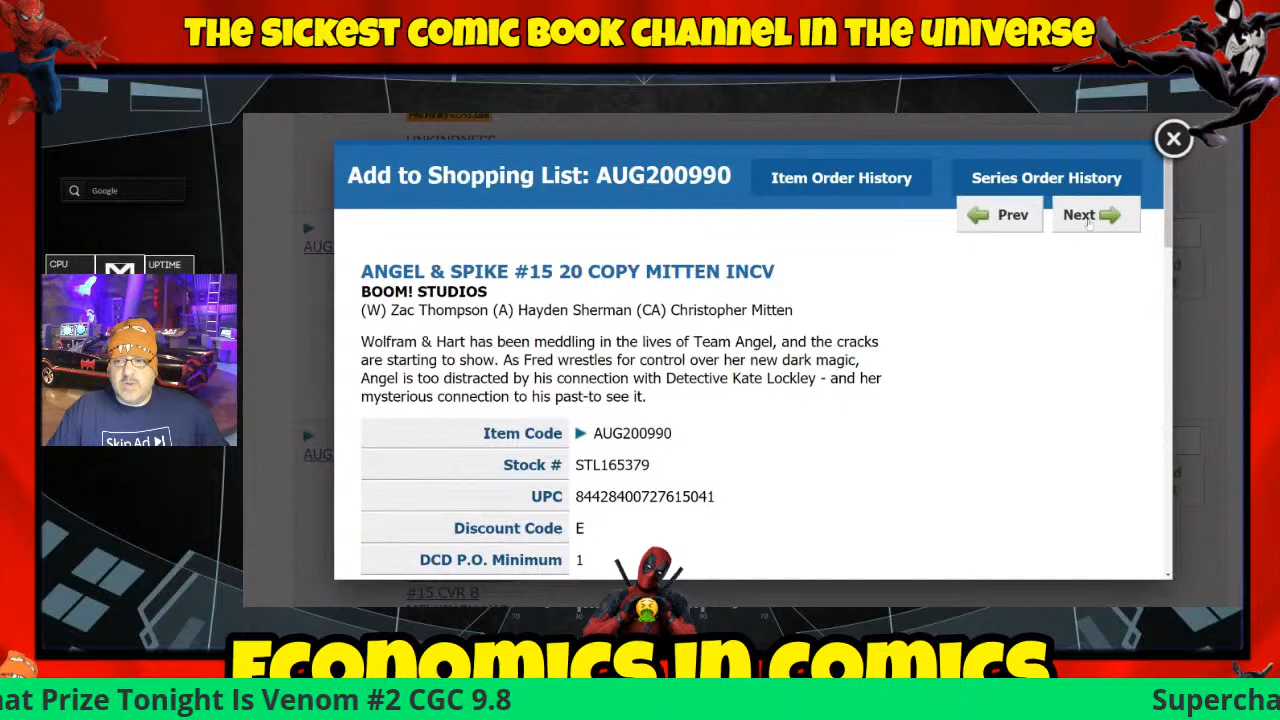 THE SICKEST COMIC BOOK CHANNEL IN THE UNIVERSE
Add to Shopping List: AUG200990
Item Order History
Series Order History
Prev
Next
Google
AUG
CPU
UPTIME
ANGEL & SPIKE #15 20 COPY MITTEN INCV
BOOM! STUDIOS
(W) Zac Thompson (A) Hayden Sherman (CA) Christopher Mitten
Wolfram & Hart has been meddling in the lives of Team Angel, and the cracks
are starting to show. As Fred wrestles for control over her new dark magic,
Angel is too distracted by his connection with Detective Kate Lockley - and her
mysterious connection to his past-to see it.
Item Code AUG200990
Stock # STL165379
UPC 84428400727615041
Discount Code E
DCD P.O. Minimum 1
AUG
Skip Ad
#15 CVR B
ECONOMICS IN COMICS
hat Prize Tonight Is Venom #2 CGC 9.8
Supercha